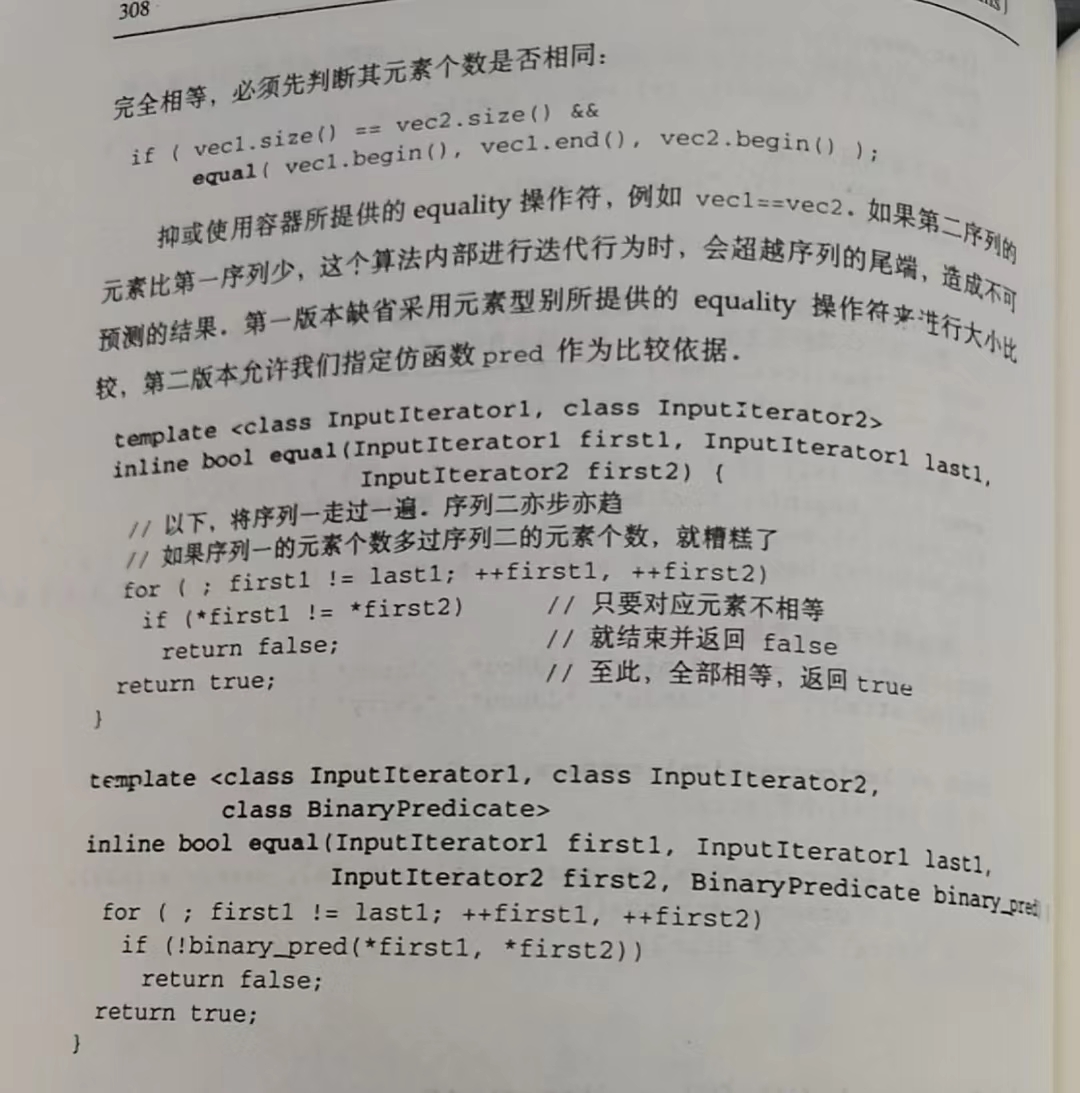 308
完全相等，必须先判断其元素个数是否相同：
if ( vec1.size() == vec2.size() &&
equal( vec1.begin(), vec1.end(), vec2.begin() );
抑或使用容器所提供的 equality 操作符，例如 vec1==vec2．如果第二序列的
元素比第一序列少，这个算法内部进行迭代行为时，会超越序列的尾端，造成不可
预测的结果．第一版本缺省采用元素型别所提供的 equality 操作符来进行大小比
较，第二版本允许我们指定仿函数 pred 作为比较依据．
template <class InputIterator1, class InputIterator2>
inline bool equal(InputIterator1 first1, InputIterator1 last1,
InputIterator2 first2) {
// 以下，将序列一走过一遍．序列二亦步亦趋
// 如果序列一的元素个数多过序列二的元素个数，就糟糕了
for ( ; first1 != last1; ++first1, ++first2)
if (*first1 != *first2) // 只要对应元素不相等
return false; // 就结束并返回 false
return true; // 至此，全部相等，返回 true
}
template <class InputIterator1, class InputIterator2,
class BinaryPredicate>
inline bool equal(InputIterator1 first1, InputIterator1 last1,
InputIterator2 first2, BinaryPredicate binary_pred)
for ( ; first1 != last1; ++first1, ++first2)
if (!binary_pred(*first1, *first2))
return false;
return true;
}